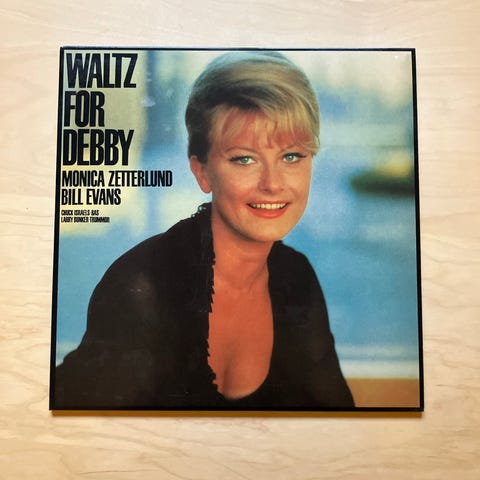 WALTZ
FOR
DEBBY
MONICA ZETTERLUND
BILL EVANS
CHUCK ISRAELS BAS
LARRY BUNKER TRUMMOR